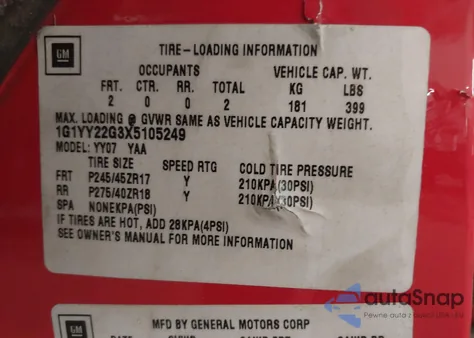 GM
TIRE-LOADING INFORMATION
OCCUPANTS VEHICLE CAP. WT.
FRT. CTR. RR. TOTAL KG LBS
2 0 0 2 181 399
MAX. LOADING @ GVWR SAME AS VEHICLE CAPACITY WEIGHT.
1G1YY22G3X5105249
MODEL: YY07 YAA
TIRE SIZE SPEED RTG COLD TIRE PRESSURE
FRT P245/45ZR17 Y 210KPA(30PSI)
RR P275/40ZR18 Y 210KPA(30PSI)
SPA NONEKPA(PSI)
IF TIRES ARE HOT, ADD 28KPA(4PSI)
SEE OWNER'S MANUAL FOR MORE INFORMATION
autaSnap
Pewne auta z
GM
MFD BY GENERAL MOTORS CORP